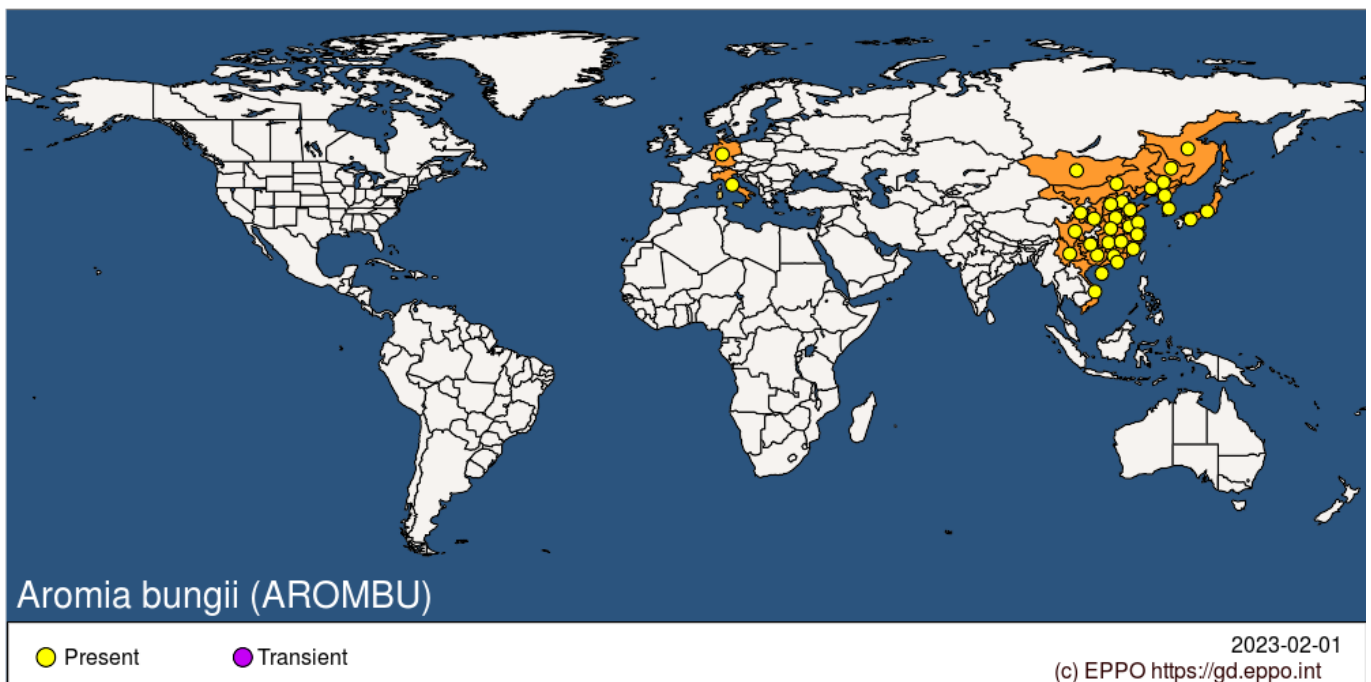 Aromia bungii (AROMBU)
Present
Transient
2023-02-01
(c) EPPO https://gd.eppo.int